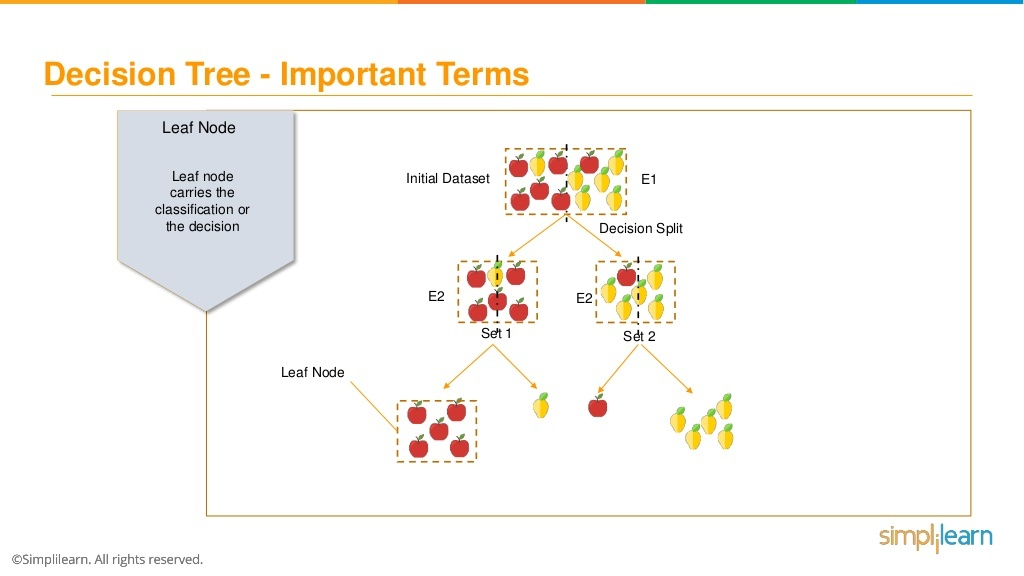 Decision Tree - Important Terms
Leaf Node
Leaf node
carries the
classification or
the decision
Initial Dataset
E1
Decision Split
E2
E2
Set 1
Set 2
Leaf Node
simplilearn
©Simplilearn. All rights reserved.